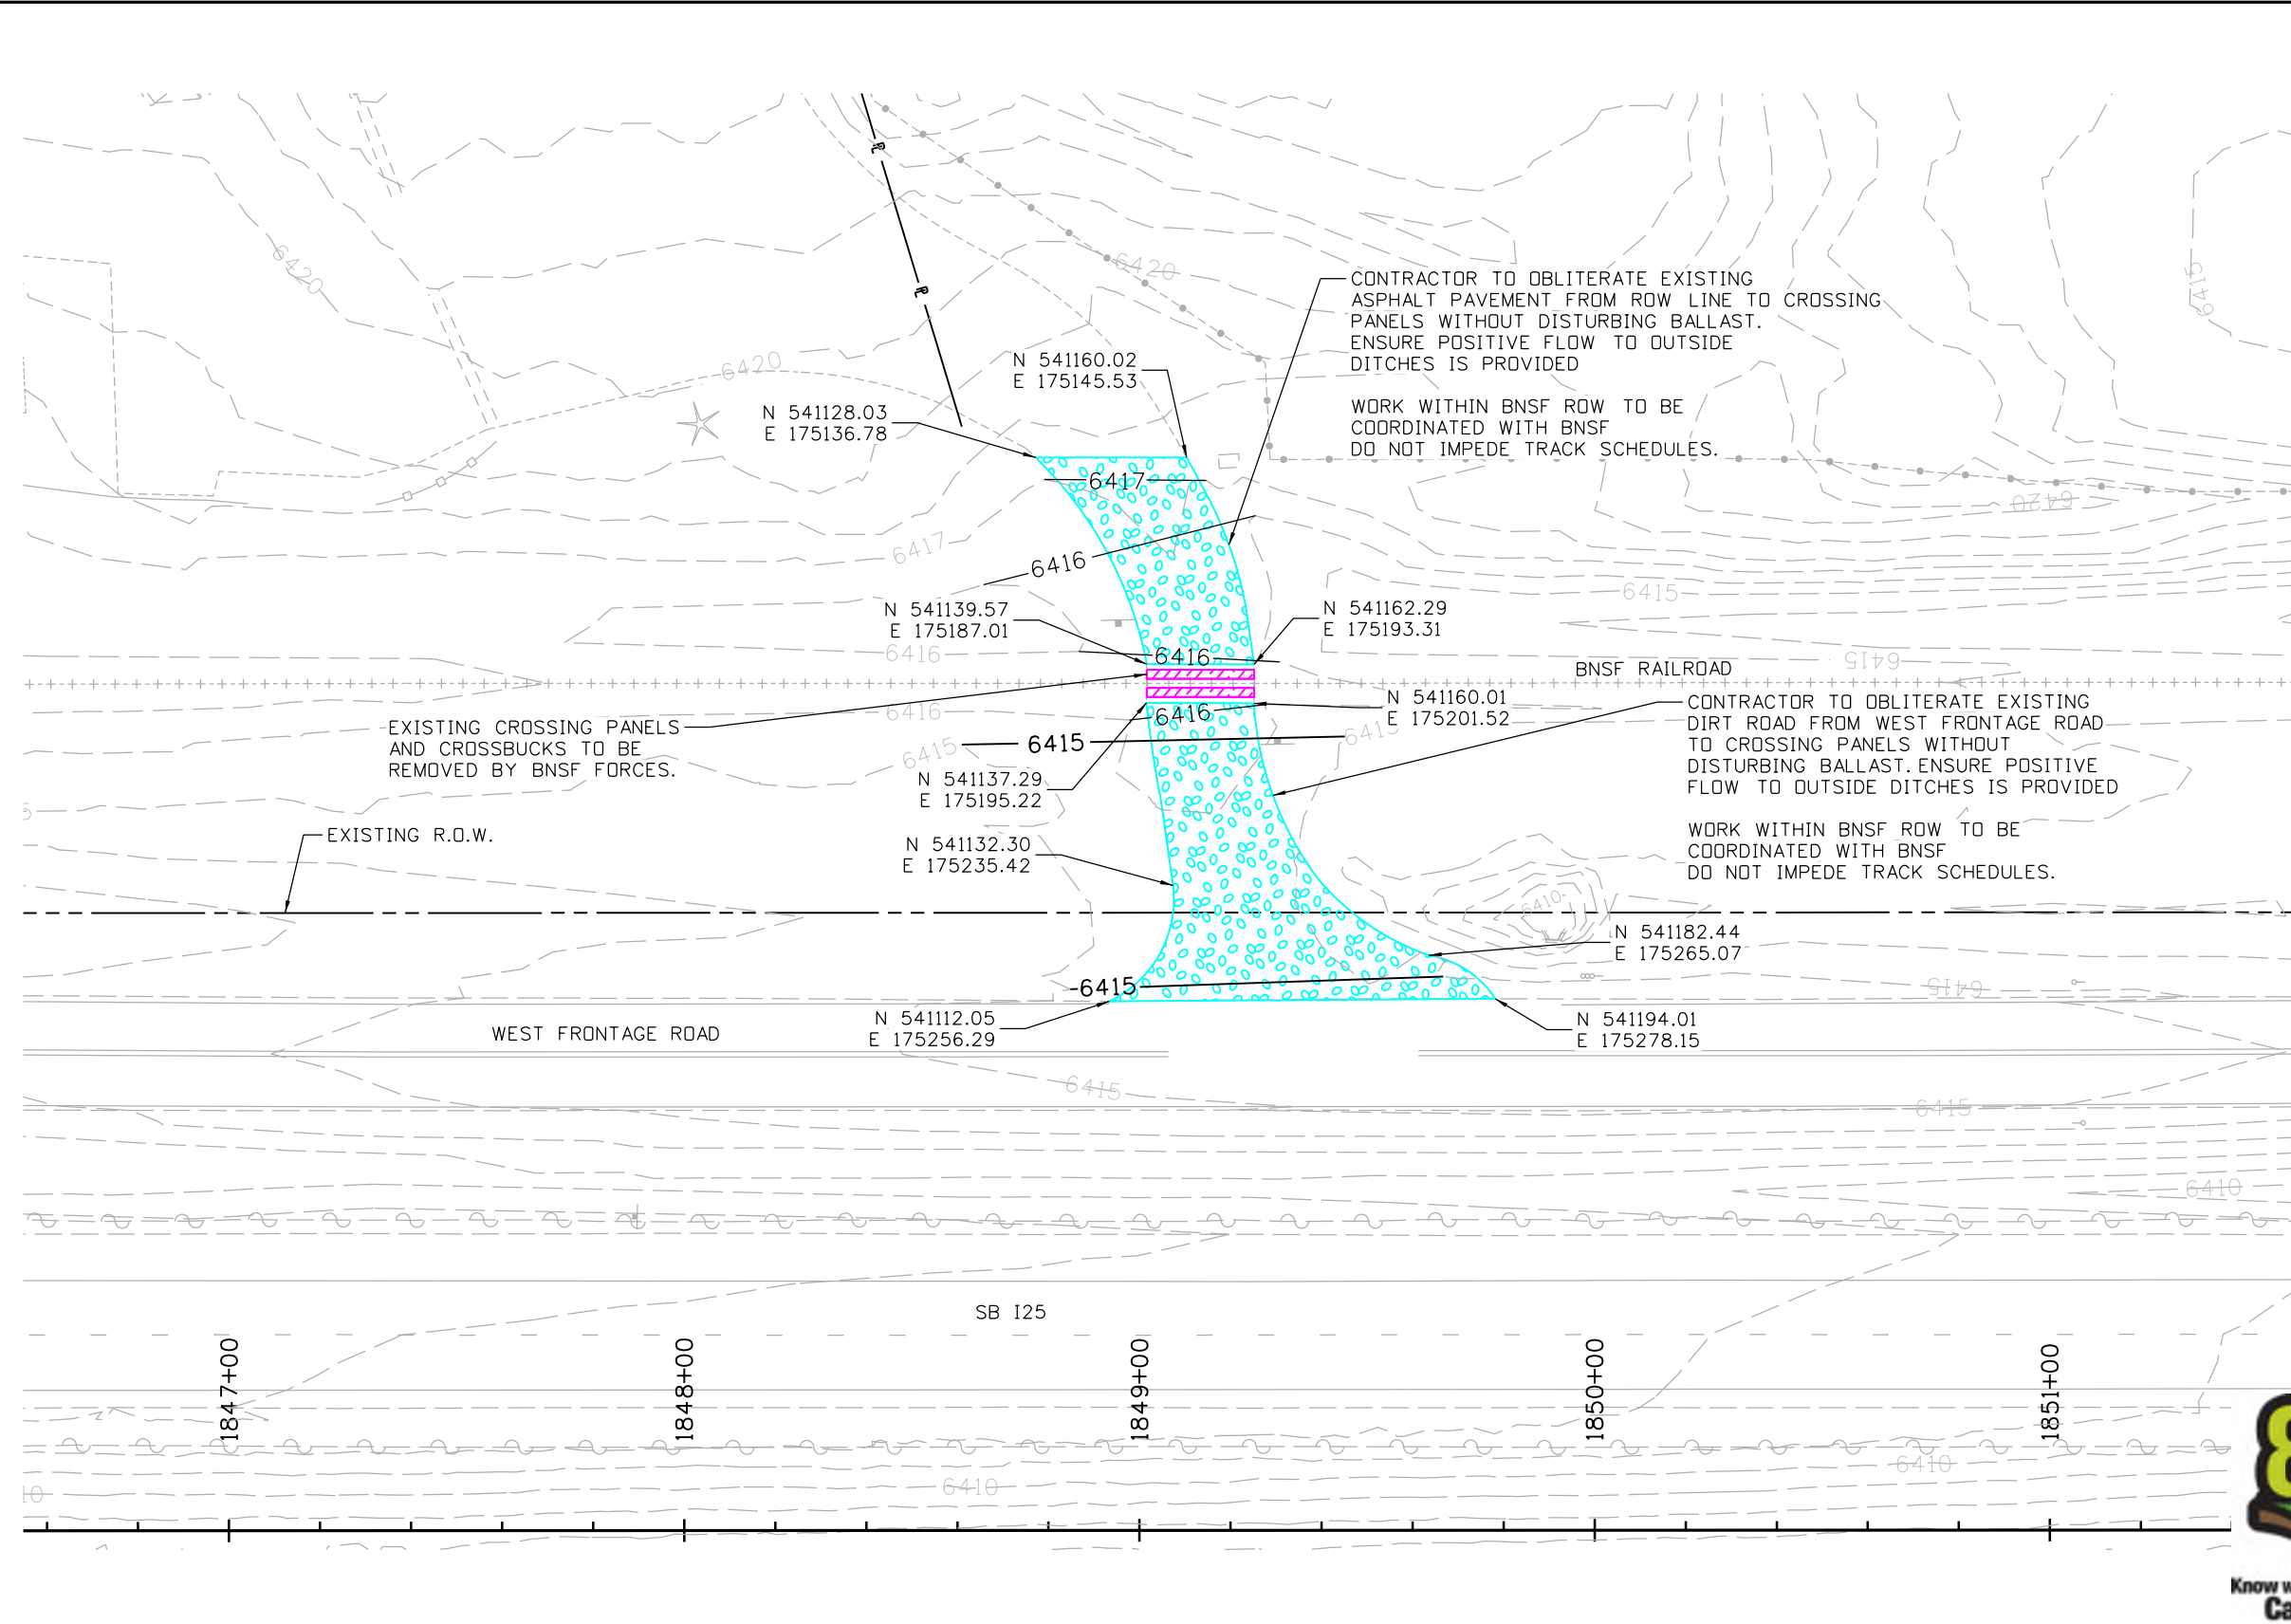 6420
6420
6415
CONTRACTOR TO OBLITERATE EXISTING
ASPHALT PAVEMENT FROM ROW LINE TO CROSSING
PANELS WITHOUT DISTURBING BALLAST.
ENSURE POSITIVE FLOW TO OUTSIDE
DITCHES IS PROVIDED
WORK WITHIN BNSF ROW TO BE
COORDINATED WITH BNSF
DO NOT IMPEDE TRACK SCHEDULES.
N 541160.02
E 175145.53
6420
N 541128.03
E 175136.78
6417
6420
6417
6416
6415
N 541139.57
E 175187.01
N 541162.29
E 175193.31
6416
6416
6415
BNSF RAILROAD
N 541160.01
E 175201.52
6416
6416
6415
6415
6415
EXISTING CROSSING PANELS
AND CROSSBUCKS TO BE
REMOVED BY BNSF FORCES.
CONTRACTOR TO OBLITERATE EXISTING
DIRT ROAD FROM WEST FRONTAGE ROAD
TO CROSSING PANELS WITHOUT
DISTURBING BALLAST. ENSURE POSITIVE
FLOW TO OUTSIDE DITCHES IS PROVIDED
WORK WITHIN BNSF ROW TO BE
COORDINATED WITH BNSF
DO NOT IMPEDE TRACK SCHEDULES.
N 541137.29
E 175195.22
EXISTING R.O.W.
N 541132.30
E 175235.42
6410
N 541182.44
E 175265.07
6415
6415
N 541112.05
E 175256.29
WEST FRONTAGE ROAD
N 541194.01
E 175278.15
6415
6415
6410
SB I25
1847+00
1848+00
1849+00
1850+00
1851+00
6410
6410
10
8
Know w
Ca